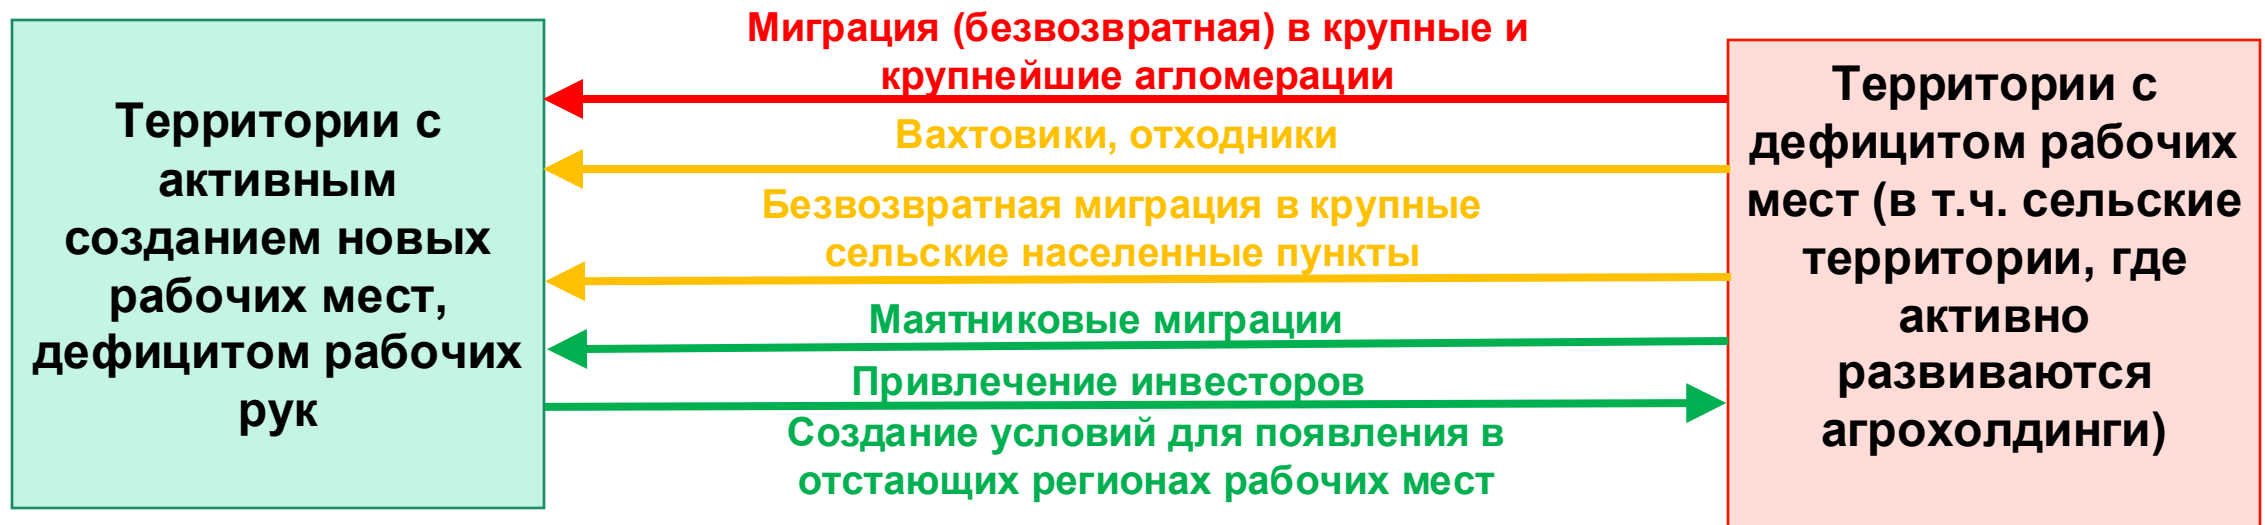 Территории с
активным
созданием новых
рабочих мест,
дефицитом рабочих
рук
Миграция (безвозвратная) в крупные и
крупнейшие агломерации
Вахтовики, отходники
Безвозвратная миграция в крупные
сельские населенные пункты
Маятниковые миграции
Привлечение инвесторов
Создание условий для появления в
отстающих регионах рабочих мест
Территории с
дефицитом рабочих
мест (в т.ч. сельские
территории, где
активно
развиваются
агрохолдинги)